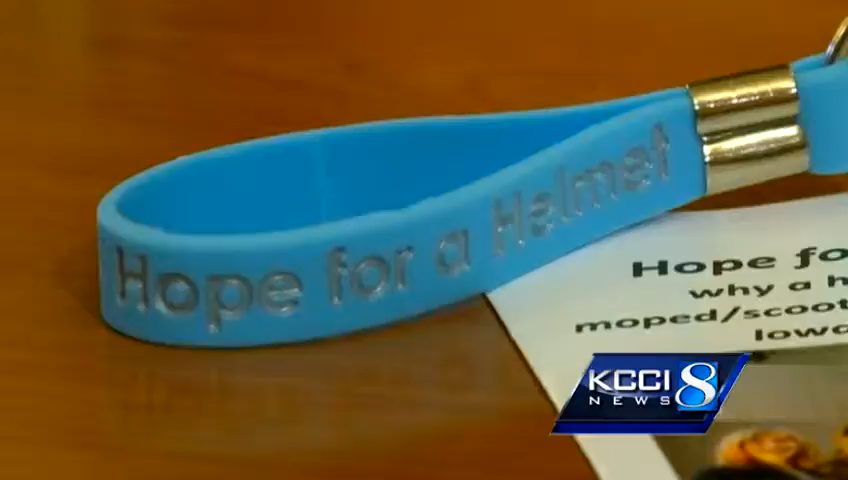 Hope for a Helmet
Hope fo
why a h
moped/scoot
Iowa
KCCI 8
NEWS